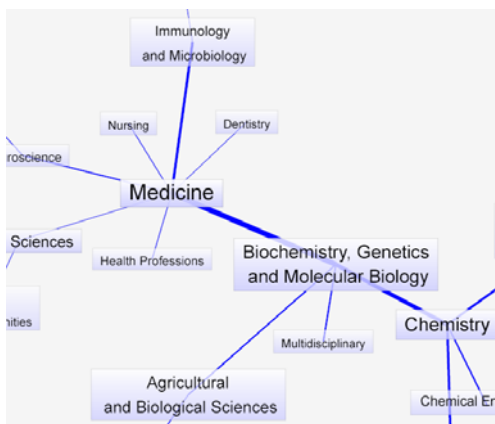 Immunology
and Microbiology
Nursing
Dentistry
roscience
Medicine
Sciences
Health Professions
Biochemistry, Genetics
and Molecular Biology
nities
Chemistry
Multidisciplinary
Agricultural
and Biological Sciences
Chemical En